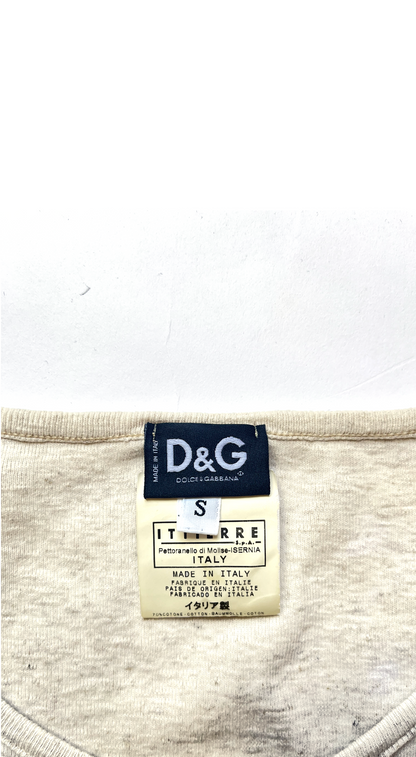 MADE IN ITALY
D&G
DOLCE & GABBANA
S
ITTIERRE
S.p.A.
Pettoranello di Molise-ISERNIA
ITALY
MADE IN ITALY
FABRIQUE EN ITALIE
PAIS DE ORIGEN:ITALIE
FABRICADO EN ITALIA
イタリア製